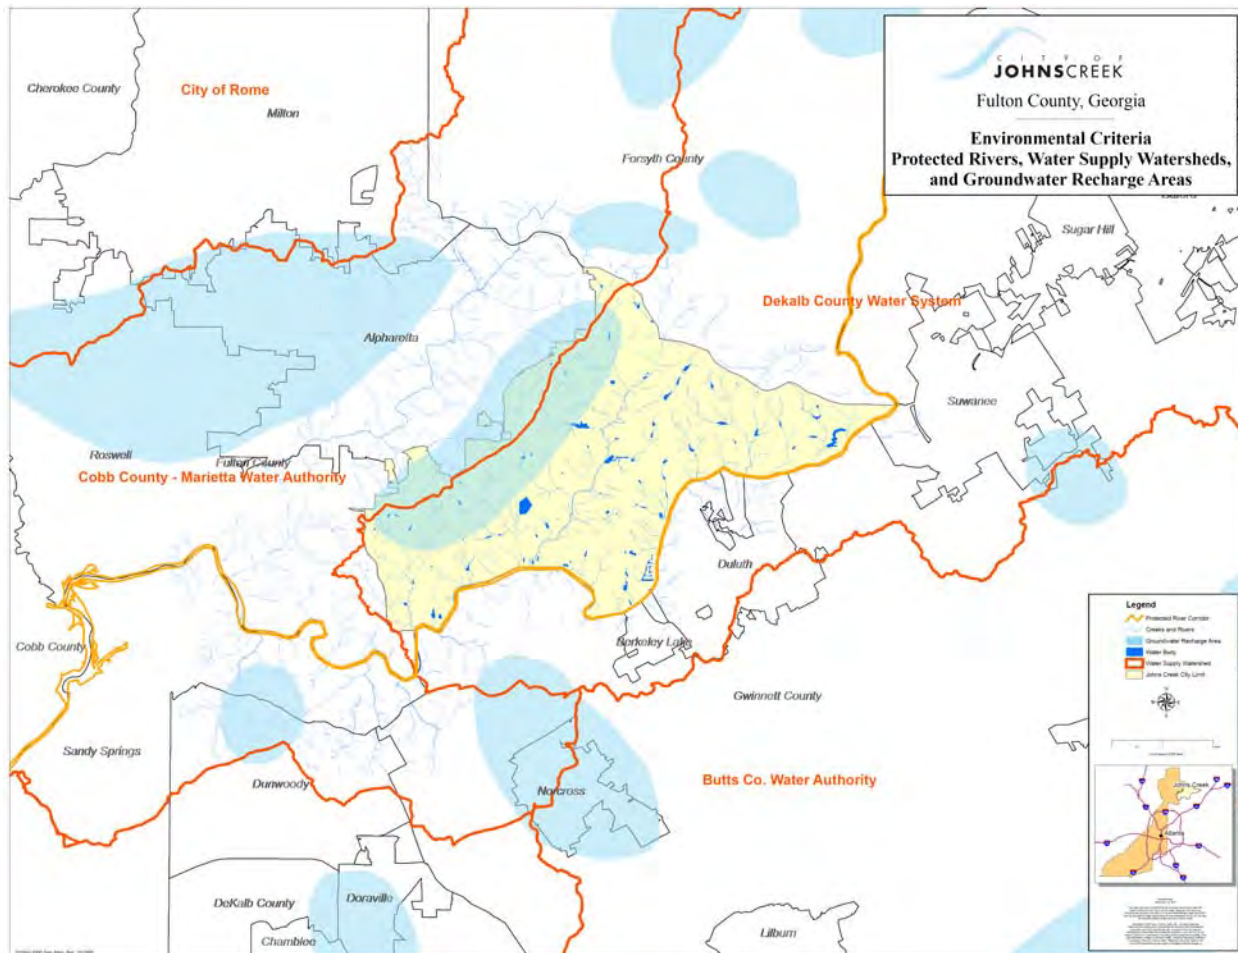 CITY OF
JOHNSCREEK
Fulton County, Georgia
Environmental Criteria
Protected Rivers, Water Supply Watersheds,
and Groundwater Recharge Areas
Cherokee County
City of Rome
Milton
Forsyth County
Sugar Hill
Dekalb County Water System
Alpharetta
Suwanee
Roswell
Fulton County
Cobb County - Marietta Water Authority
Duluth
Cobb County
Berkeley Lake
Gwinnett County
Sandy Springs
Dunwoody
Norcross
Butts Co. Water Authority
DeKalb County
Doraville
Chamblee
Lilburn
Legend
Protected River Corridor
Creeks and Rivers
Groundwater Recharge Area
Water Body
Water Supply Watershed
Johns Creek City Limit
N
Johns Creek
Atlanta